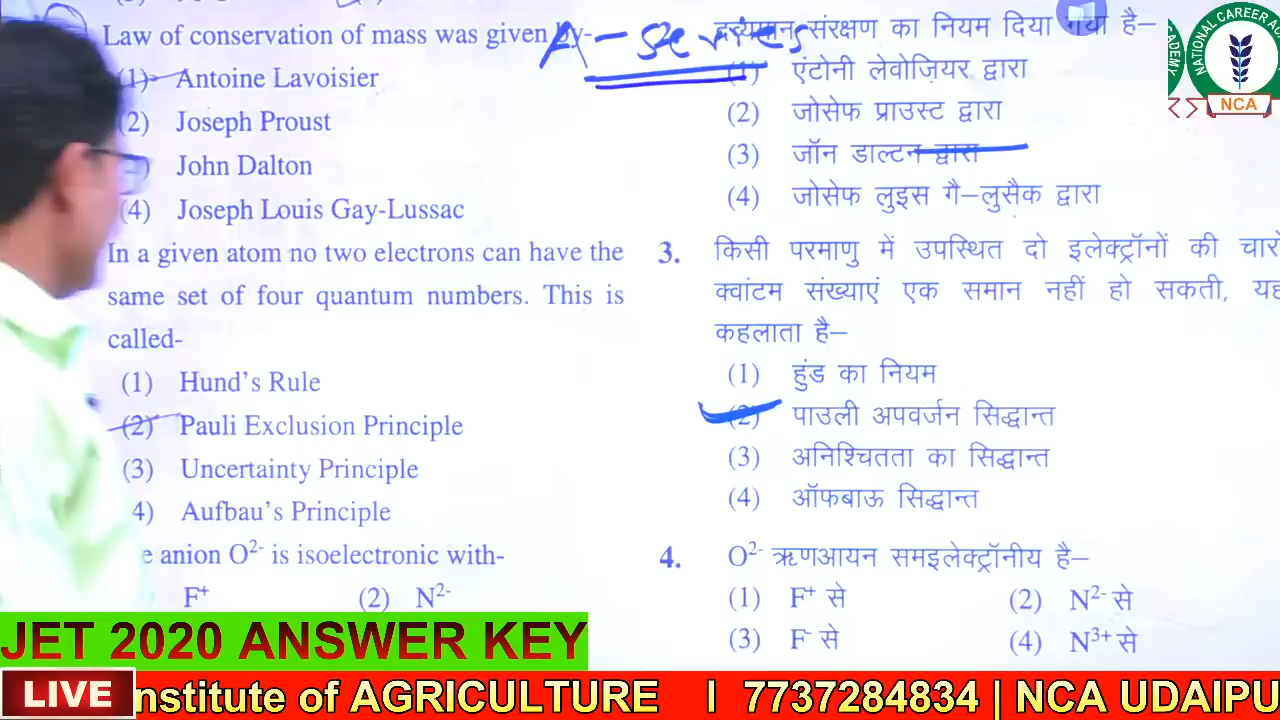 Law of conservation of mass was given by-
(1) Antoine Lavoisier
(2) Joseph Proust
John Dalton
(4) Joseph Louis Gay-Lussac
In a given atom no two electrons can have the
same set of four quantum numbers. This is
called-
(1) Hund's Rule
(2) Pauli Exclusion Principle
(3) Uncertainty Principle
4) Aufbau's Principle
e anion O²⁻ is isoelectronic with-
F⁺ (2) N²⁻
A-series
द्रव्यमान संरक्षण का नियम दिया गया है–
(1) एंटोनी लेवोज़ियर द्वारा
(2) जोसेफ प्राउस्ट द्वारा
(3) जॉन डाल्टन द्वारा
(4) जोसेफ लुइस गै–लुसैक द्वारा
3. किसी परमाणु में उपस्थित दो इलेक्ट्रॉनों की चारों
क्वांटम संख्याएं एक समान नहीं हो सकती, यह
कहलाता है–
(1) हुंड का नियम
(2) पाउली अपवर्जन सिद्धान्त
(3) अनिश्चितता का सिद्धान्त
(4) ऑफबाऊ सिद्धान्त
4. O²⁻ ऋणआयन समइलेक्ट्रॉनीय है–
(1) F⁺ से (2) N²⁻ से
(3) F⁻ से (4) N³⁺ से
NATIONAL CAREER
NCA
JET 2020 ANSWER KEY
LIVE nstitute of AGRICULTURE I 7737284834 | NCA UDAIPU